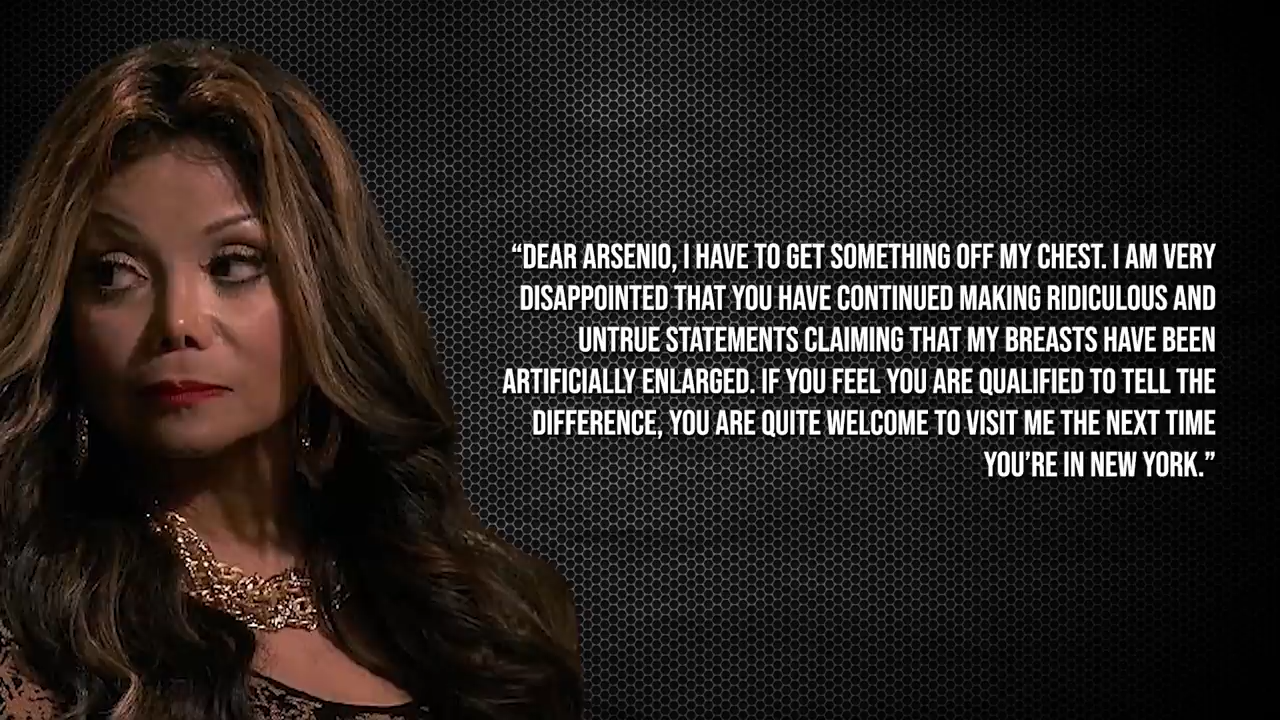 “DEAR ARSENIO, I HAVE TO GET SOMETHING OFF MY CHEST. I AM VERY
DISAPPOINTED THAT YOU HAVE CONTINUED MAKING RIDICULOUS AND
UNTRUE STATEMENTS CLAIMING THAT MY BREASTS HAVE BEEN
ARTIFICIALLY ENLARGED. IF YOU FEEL YOU ARE QUALIFIED TO TELL THE
DIFFERENCE, YOU ARE QUITE WELCOME TO VISIT ME THE NEXT TIME
YOU’RE IN NEW YORK.”